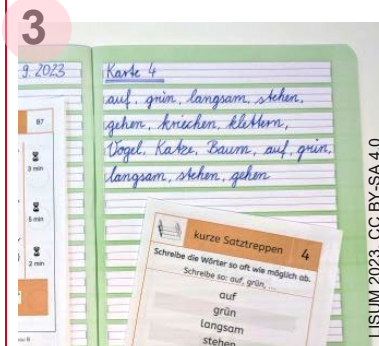 3
9. 2023
Karte 4
auf, grün, langsam, stehen,
gehen, kriechen, klettern,
Vogel, Katze, Baum, auf, grün,
langsam, stehen, gehen
B7
3 min
5 min
2 min
kurze Satztreppen 4
Schreibe die Wörter so oft wie möglich ab.
Schreibe so: auf, grün, ...
auf
grün
langsam
stehen
LISUM 2023, CC BY-SA 4.0